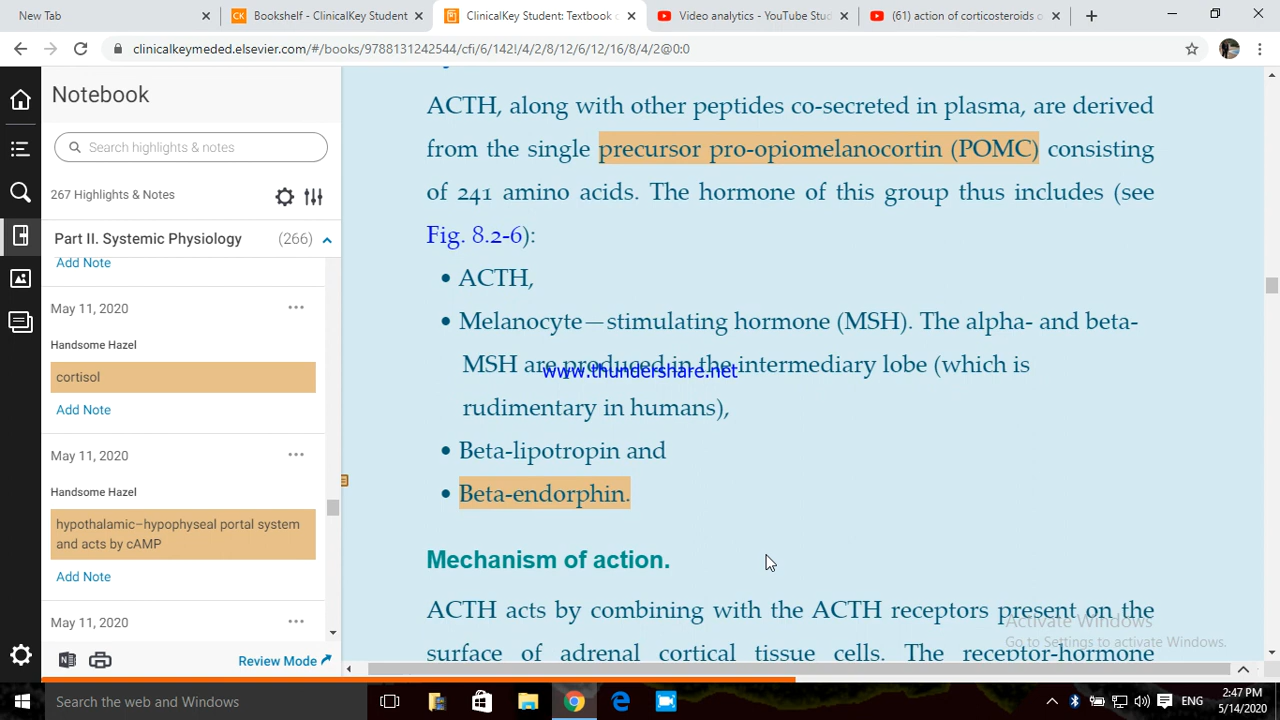 New Tab
Bookshelf - ClinicalKey Student
ClinicalKey Student: Textbook
Video analytics - YouTube Stu
(61) action of corticosteroids o
clinicalkeymeded.elsevier.com/#/books/9788131242544/cfi/6/142!/4/2/8/12/6/12/16/8/4/2@0:0
Notebook
Search highlights & notes
267 Highlights & Notes
Part II. Systemic Physiology (266)
Add Note
May 11, 2020
Handsome Hazel
cortisol
Add Note
May 11, 2020
Handsome Hazel
hypothalamic–hypophyseal portal system
and acts by cAMP
Add Note
May 11, 2020
Review Mode
ACTH, along with other peptides co-secreted in plasma, are derived
from the single precursor pro-opiomelanocortin (POMC) consisting
of 241 amino acids. The hormone of this group thus includes (see
Fig. 8.2-6):
• ACTH,
• Melanocyte—stimulating hormone (MSH). The alpha- and beta-
MSH are produced in the intermediary lobe (which is
www.thundershare.net
rudimentary in humans),
• Beta-lipotropin and
• Beta-endorphin.
Mechanism of action.
ACTH acts by combining with the ACTH receptors present on the
surface of adrenal cortical tissue cells. The receptor-hormone
Activate Windows
Go to Settings to activate Windows.
Search the web and Windows
ENG
2:47 PM
5/14/2020